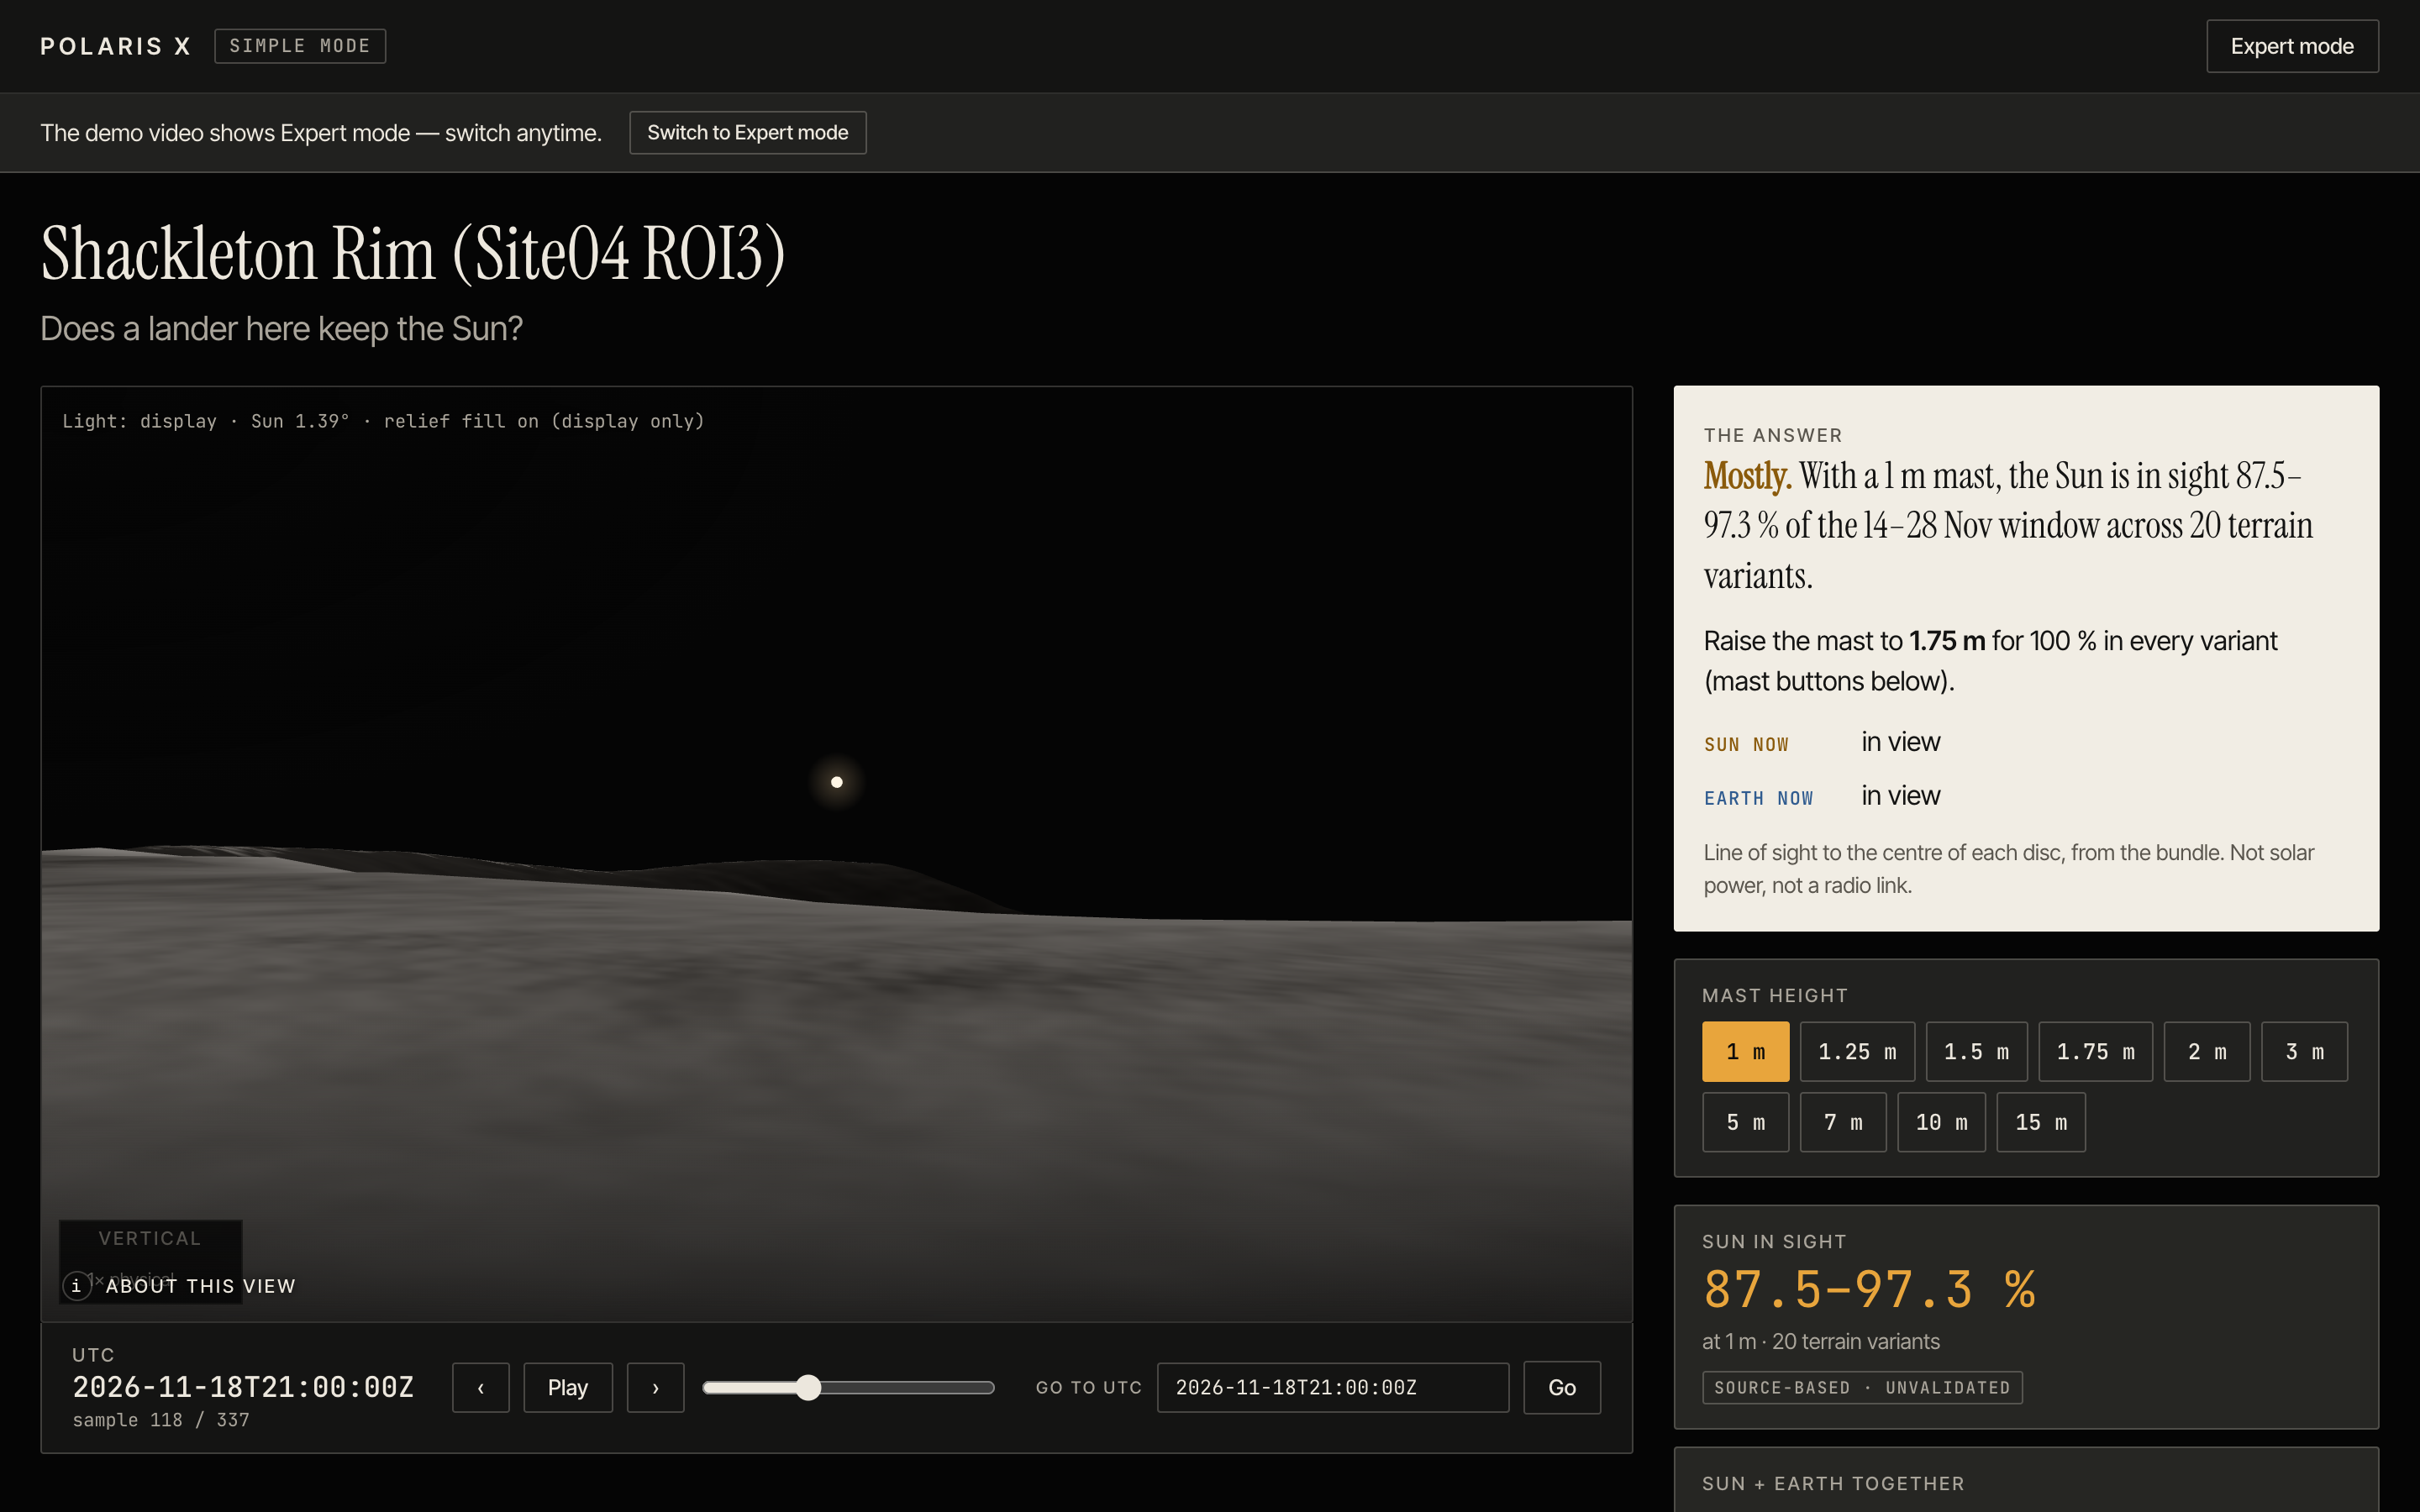 POLARIS X
SIMPLE MODE
Expert mode
The demo video shows Expert mode — switch anytime.
Switch to Expert mode
Shackleton Rim (Site04 ROI3)
Does a lander here keep the Sun?
Light: display · Sun 1.39° · relief fill on (display only)
VERTICAL
1× physical
i ABOUT THIS VIEW
UTC
2026-11-18T21:00:00Z
sample 118 / 337
‹
Play
›
GO TO UTC
2026-11-18T21:00:00Z
Go
THE ANSWER
Mostly. With a 1 m mast, the Sun is in sight 87.5–
97.3 % of the 14–28 Nov window across 20 terrain
variants.
Raise the mast to 1.75 m for 100 % in every variant
(mast buttons below).
SUN NOW in view
EARTH NOW in view
Line of sight to the centre of each disc, from the bundle. Not solar
power, not a radio link.
MAST HEIGHT
1 m 1.25 m 1.5 m 1.75 m 2 m 3 m
5 m 7 m 10 m 15 m
SUN IN SIGHT
87.5–97.3 %
at 1 m · 20 terrain variants
SOURCE-BASED · UNVALIDATED
SUN + EARTH TOGETHER